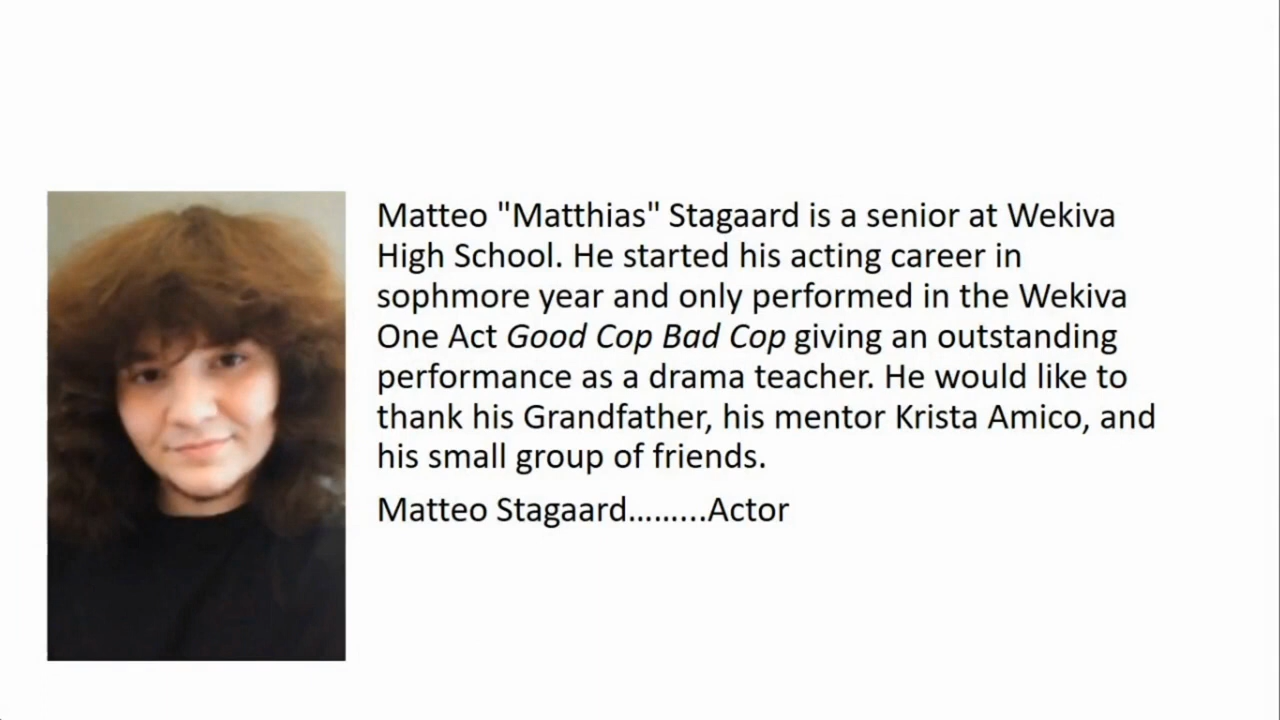 Matteo "Matthias" Stagaard is a senior at Wekiva
High School. He started his acting career in
sophmore year and only performed in the Wekiva
One Act Good Cop Bad Cop giving an outstanding
performance as a drama teacher. He would like to
thank his Grandfather, his mentor Krista Amico, and
his small group of friends.
Matteo Stagaard.........Actor